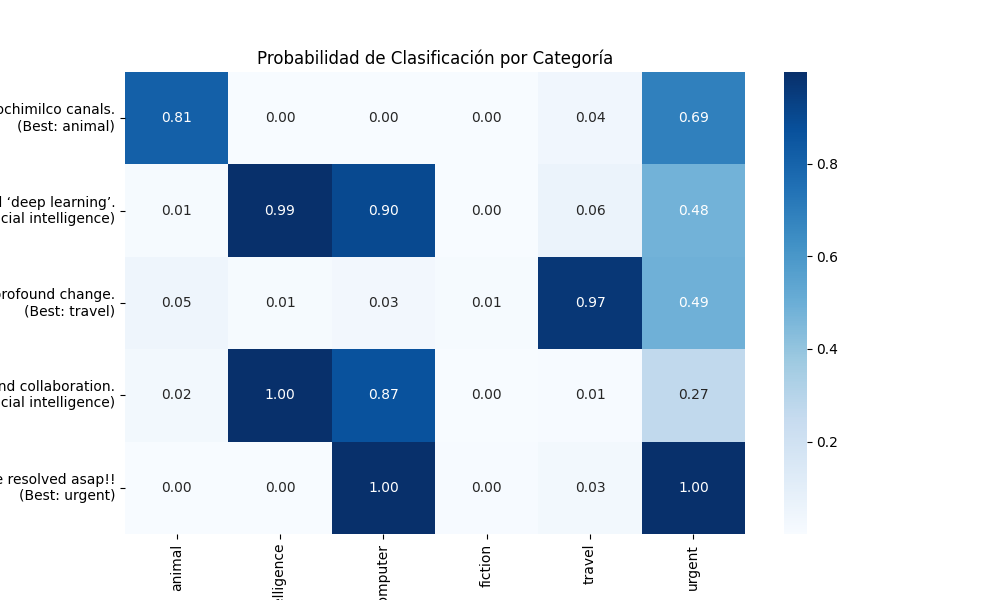 Probabilidad de Clasificación por Categoría
ochimilco canals.
(Best: animal)
0.81 0.00 0.00 0.00 0.04 0.69
l ‘deep learning’.
cial intelligence)
0.01 0.99 0.90 0.00 0.06 0.48
profound change.
(Best: travel)
0.05 0.01 0.03 0.01 0.97 0.49
nd collaboration.
cial intelligence)
0.02 1.00 0.87 0.00 0.01 0.27
e resolved asap!!
(Best: urgent)
0.00 0.00 1.00 0.00 0.03 1.00
animal
lligence
omputer
fiction
travel
urgent
0.8
0.6
0.4
0.2